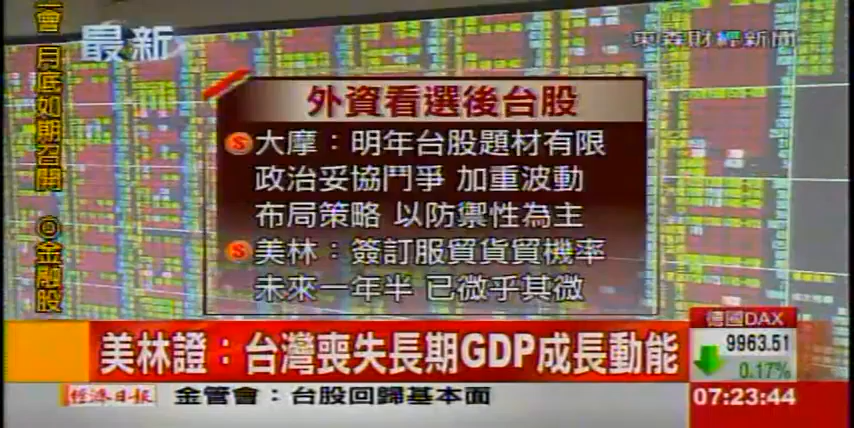 最新
東森財經新聞
會 月底如期召開
金融股
外資看選後台股
大摩：明年台股題材有限
政治妥協鬥爭 加重波動
布局策略 以防禦性為主
美林：簽訂服貿貨貿機率
未來一年半 已微乎其微
美林證：台灣喪失長期GDP成長動能
德國DAX
9963.51
0.17%
經濟日報
金管會：台股回歸基本面
07:23:44